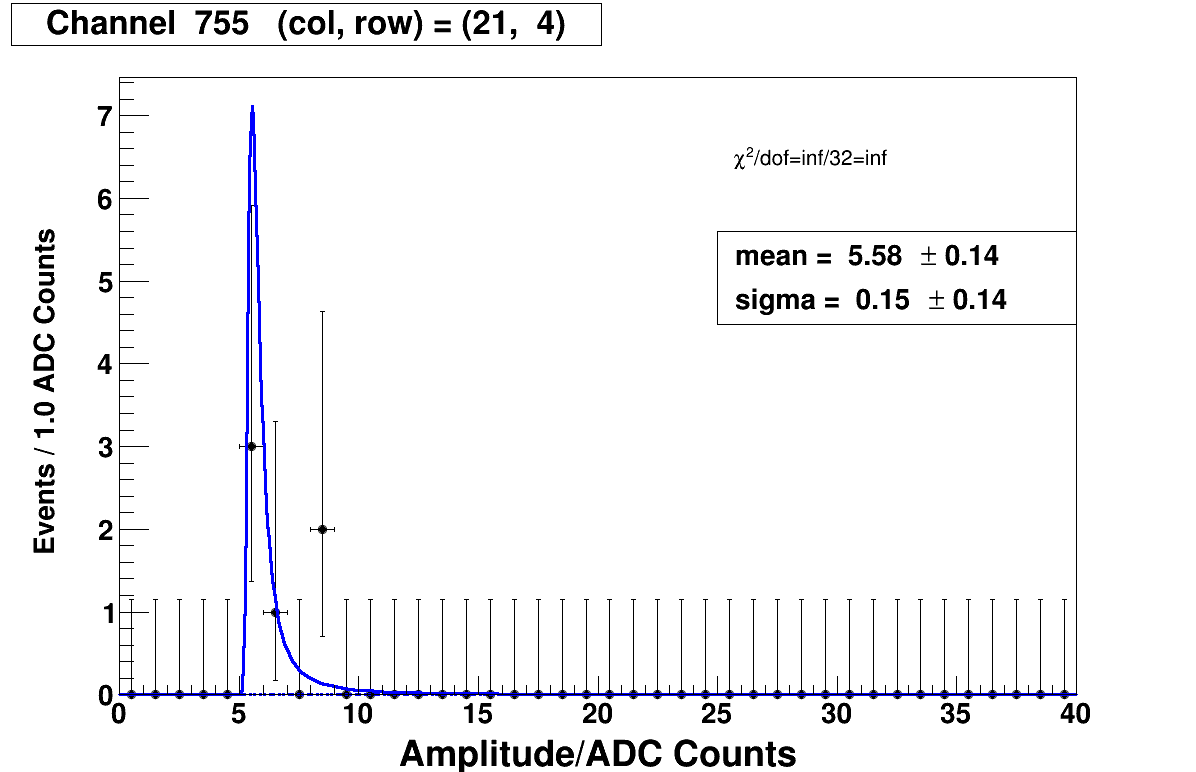 Channel 755 (col, row) = (21, 4)
χ²/dof=inf/32=inf
mean = 5.58 ± 0.14
sigma = 0.15 ± 0.14
Events / 1.0 ADC Counts
7
6
5
4
3
2
1
0
0 5 10 15 20 25 30 35 40
Amplitude/ADC Counts